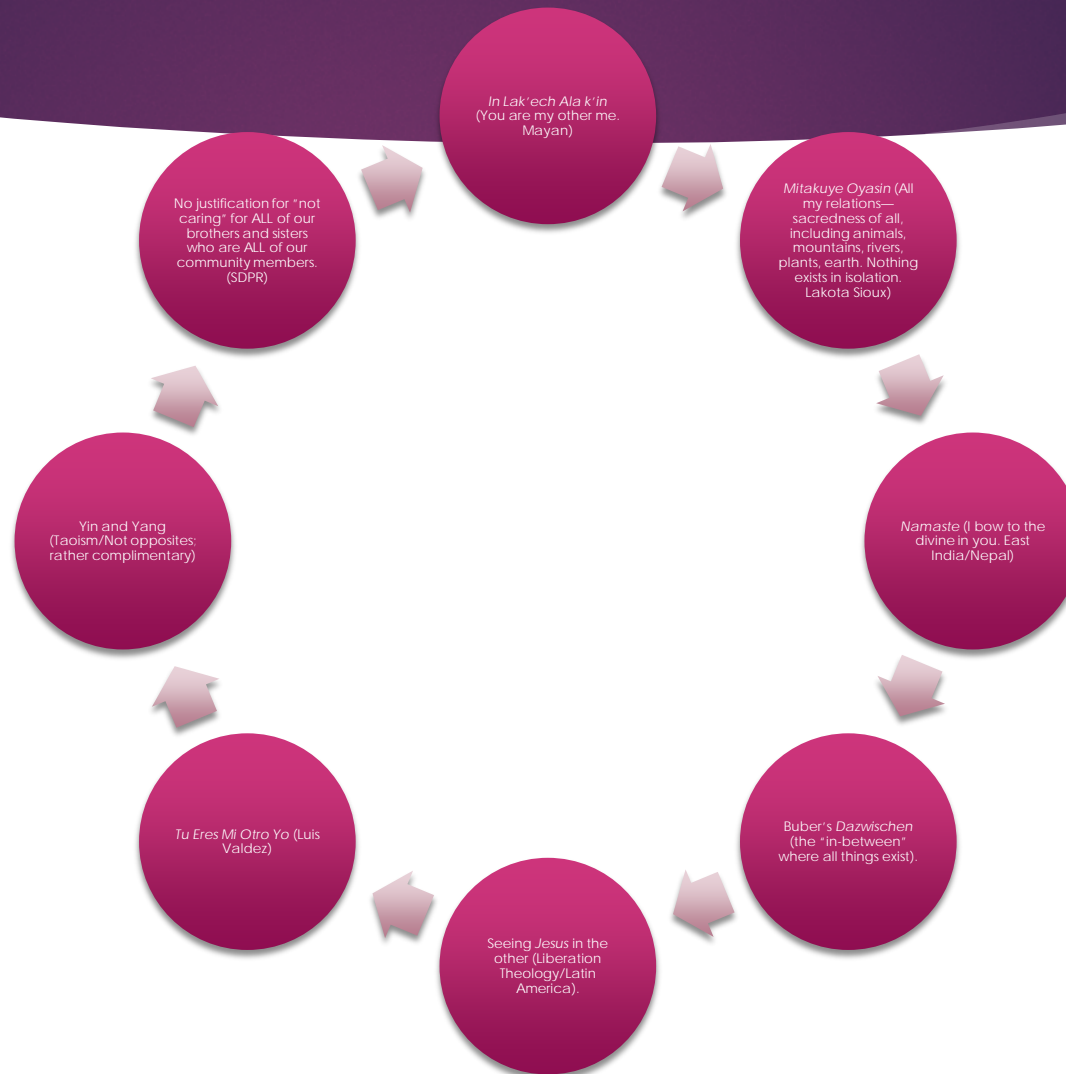 In Lak'ech Ala k'in
(You are my other me.
Mayan)
Mitakuye Oyasin (All
my relations—
sacredness of all,
including animals,
mountains, rivers,
plants, earth. Nothing
exists in isolation.
Lakota Sioux)
Namaste (I bow to the
divine in you. East
India/Nepal)
Buber's Dazwischen
(the "in-between"
where all things exist).
Seeing Jesus in the
other (Liberation
Theology/Latin
America).
Tu Eres Mi Otro Yo (Luis
Valdez)
Yin and Yang
(Taoism/Not opposites;
rather complimentary)
No justification for "not
caring" for ALL of our
brothers and sisters
who are ALL of our
community members.
(SDPR)